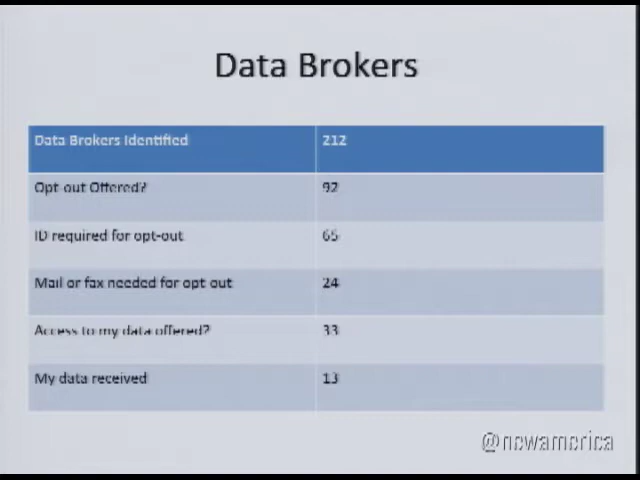 Data Brokers
Data Brokers Identified 212
Opt-out Offered? 92
ID required for opt-out 65
Mail or fax needed for opt out 24
Access to my data offered? 33
My data received 13
@newamerica